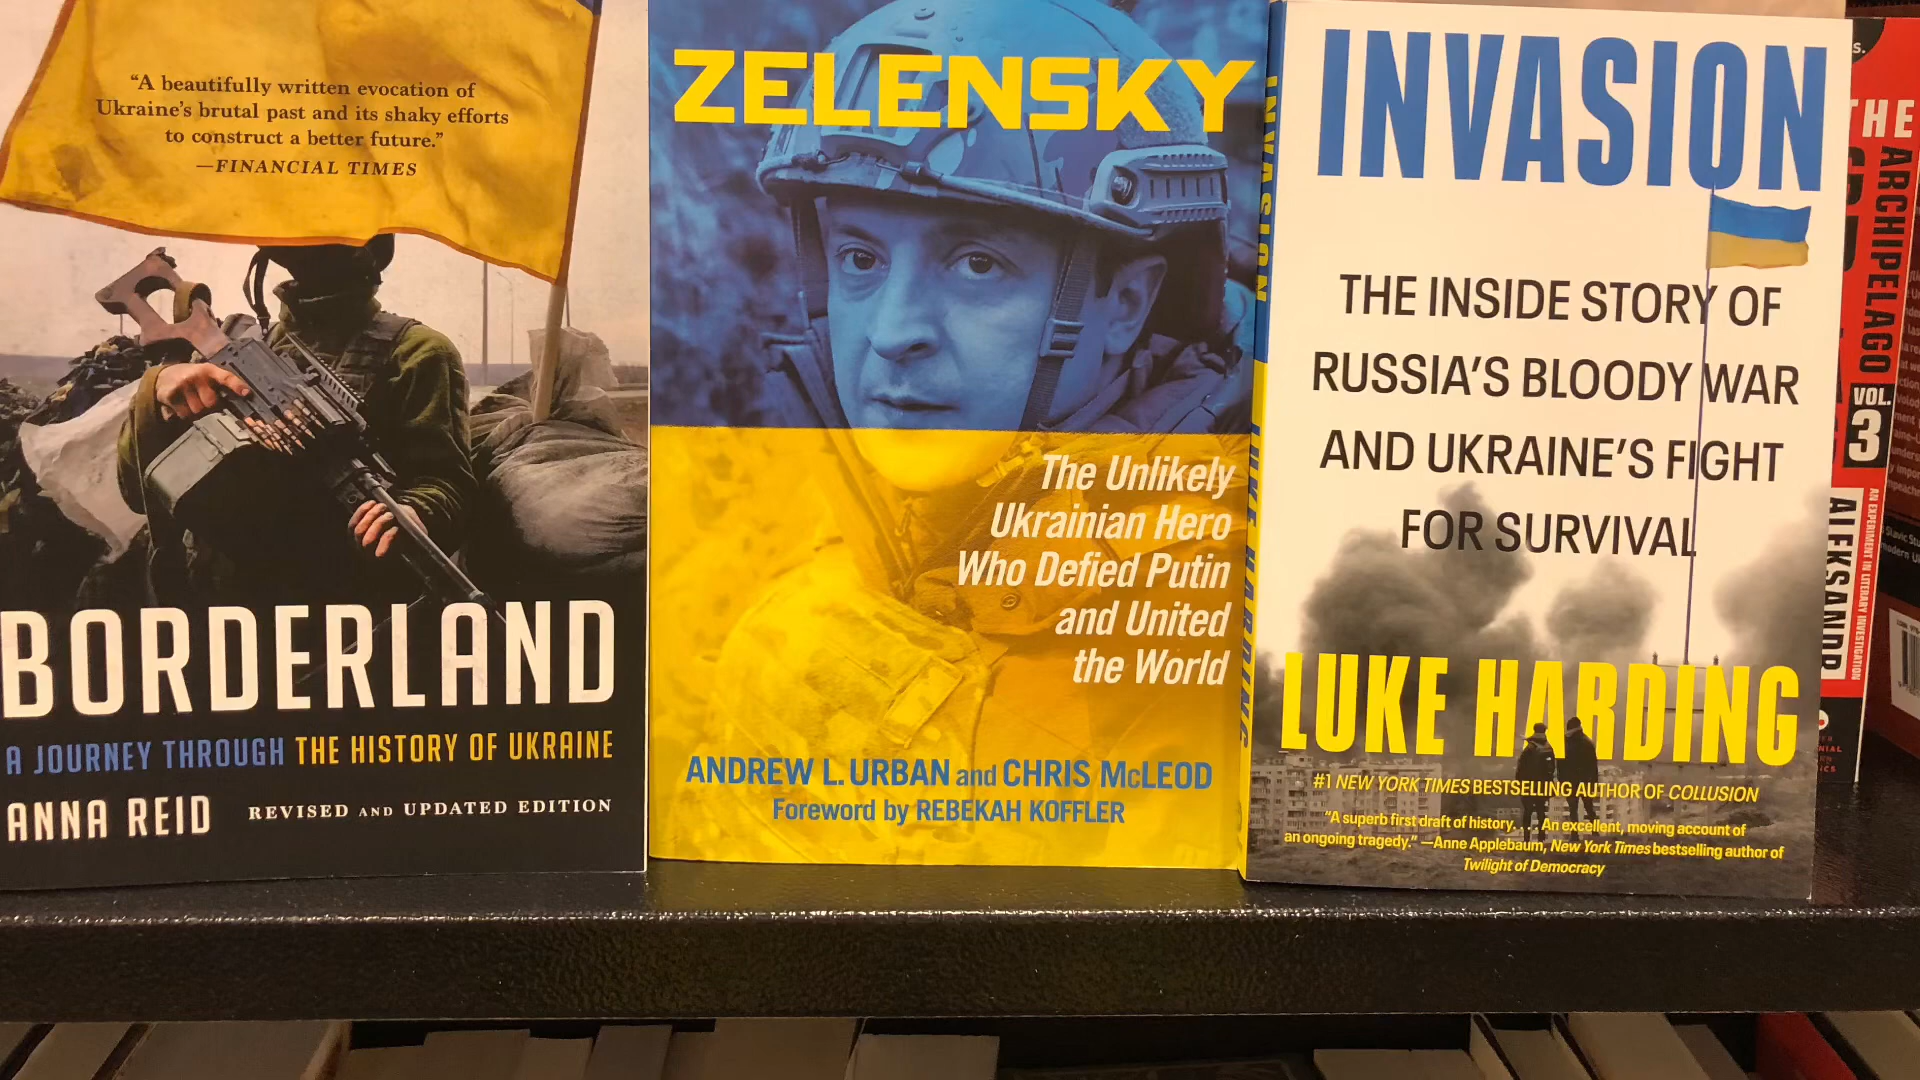 “A beautifully written evocation of
Ukraine’s brutal past and its shaky efforts
to construct a better future.”
—FINANCIAL TIMES
BORDERLAND
A JOURNEY THROUGH THE HISTORY OF UKRAINE
ANNA REID
REVISED AND UPDATED EDITION
ZELENSKY
The Unlikely
Ukrainian Hero
Who Defied Putin
and United
the World
ANDREW L. URBAN and CHRIS McLEOD
Foreword by REBEKAH KOFFLER
INVASION
LUKE HARDING
INVASION
THE INSIDE STORY OF
RUSSIA’S BLOODY WAR
AND UKRAINE’S FIGHT
FOR SURVIVAL
LUKE HARDING
#1 NEW YORK TIMES BESTSELLING AUTHOR OF COLLUSION
“A superb first draft of history. . . . An excellent, moving account of
an ongoing tragedy.” —Anne Applebaum, New York Times bestselling author of
Twilight of Democracy
THE
ARCHIPELAGO
VOL.
3
AN EXPERIMENT IN LITERARY INVESTIGATION
ALEKSANDR